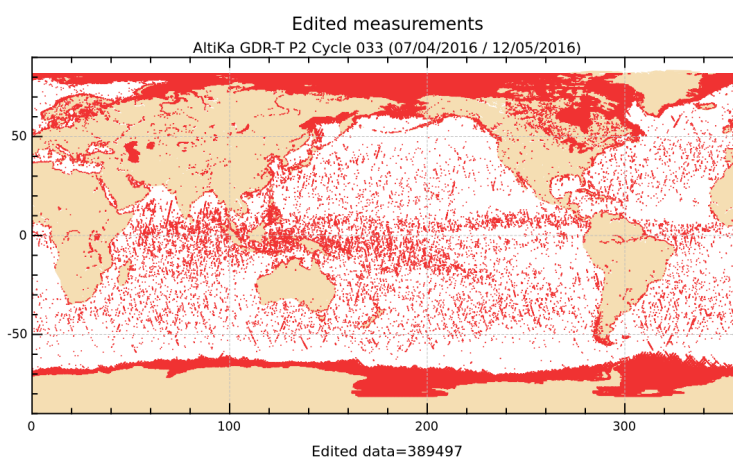 Edited measurements
AltiKa GDR-T P2 Cycle 033 (07/04/2016 / 12/05/2016)
50
0
-50
0 100 200 300
Edited data=389497